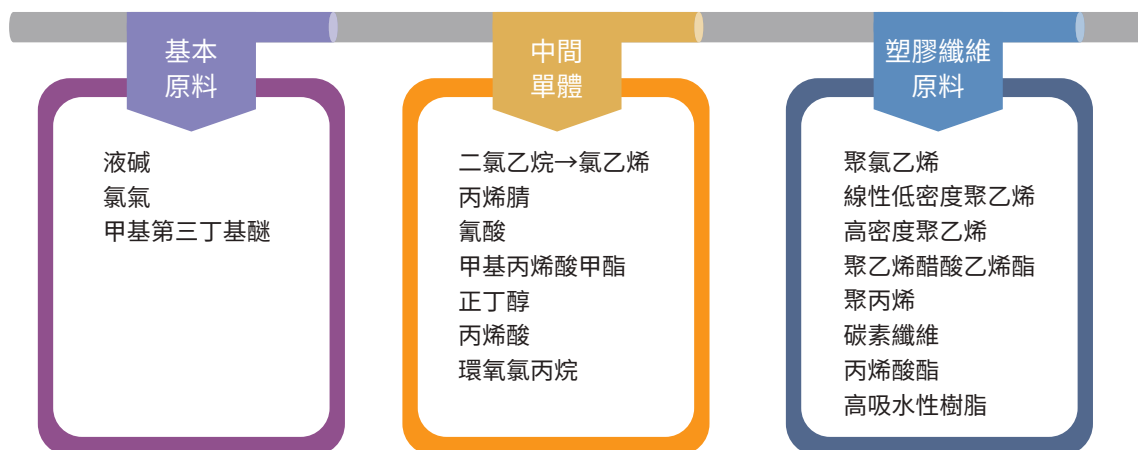 基本
原料
液碱
氯氣
甲基第三丁基醚
中間
單體
二氯乙烷→氯乙烯
丙烯腈
氰酸
甲基丙烯酸甲酯
正丁醇
丙烯酸
環氧氯丙烷
塑膠纖維
原料
聚氯乙烯
線性低密度聚乙烯
高密度聚乙烯
聚乙烯醋酸乙烯酯
聚丙烯
碳素纖維
丙烯酸酯
高吸水性樹脂